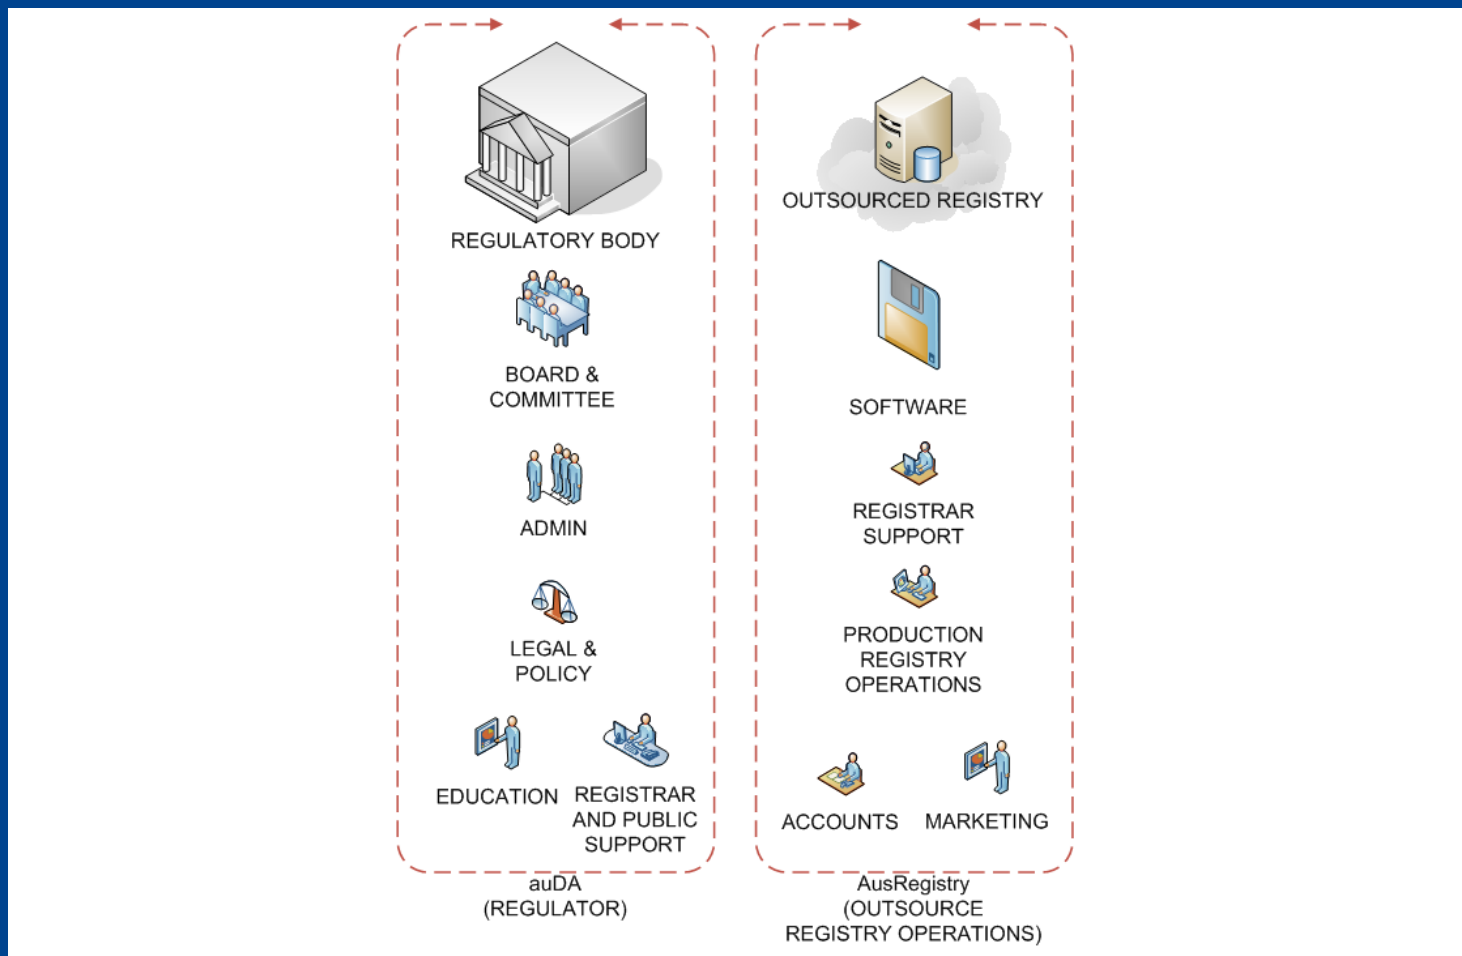 REGULATORY BODY
BOARD &
COMMITTEE
ADMIN
LEGAL &
POLICY
EDUCATION
REGISTRAR
AND PUBLIC
SUPPORT
auDA
(REGULATOR)
OUTSOURCED REGISTRY
SOFTWARE
REGISTRAR
SUPPORT
PRODUCTION
REGISTRY
OPERATIONS
ACCOUNTS
MARKETING
AusRegistry
(OUTSOURCE
REGISTRY OPERATIONS)